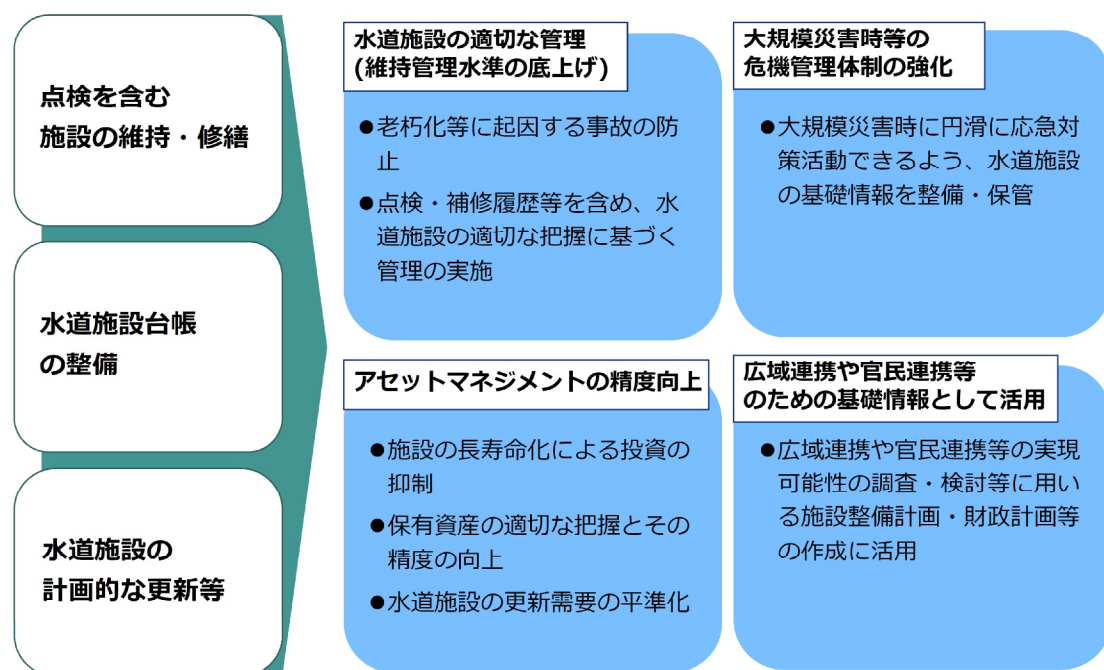 点検を含む
施設の維持・修繕
水道施設台帳
の整備
水道施設の
計画的な更新等
水道施設の適切な管理
(維持管理水準の底上げ)
●老朽化等に起因する事故の防
止
●点検・補修履歴等を含め、水
道施設の適切な把握に基づく
管理の実施
大規模災害時等の
危機管理体制の強化
●大規模災害時に円滑に応急対
策活動できるよう、水道施設
の基礎情報を整備・保管
アセットマネジメントの精度向上
●施設の長寿命化による投資の
抑制
●保有資産の適切な把握とその
精度の向上
●水道施設の更新需要の平準化
広域連携や官民連携等
のための基礎情報として活用
●広域連携や官民連携等の実現
可能性の調査・検討等に用い
る施設整備計画・財政計画等
の作成に活用